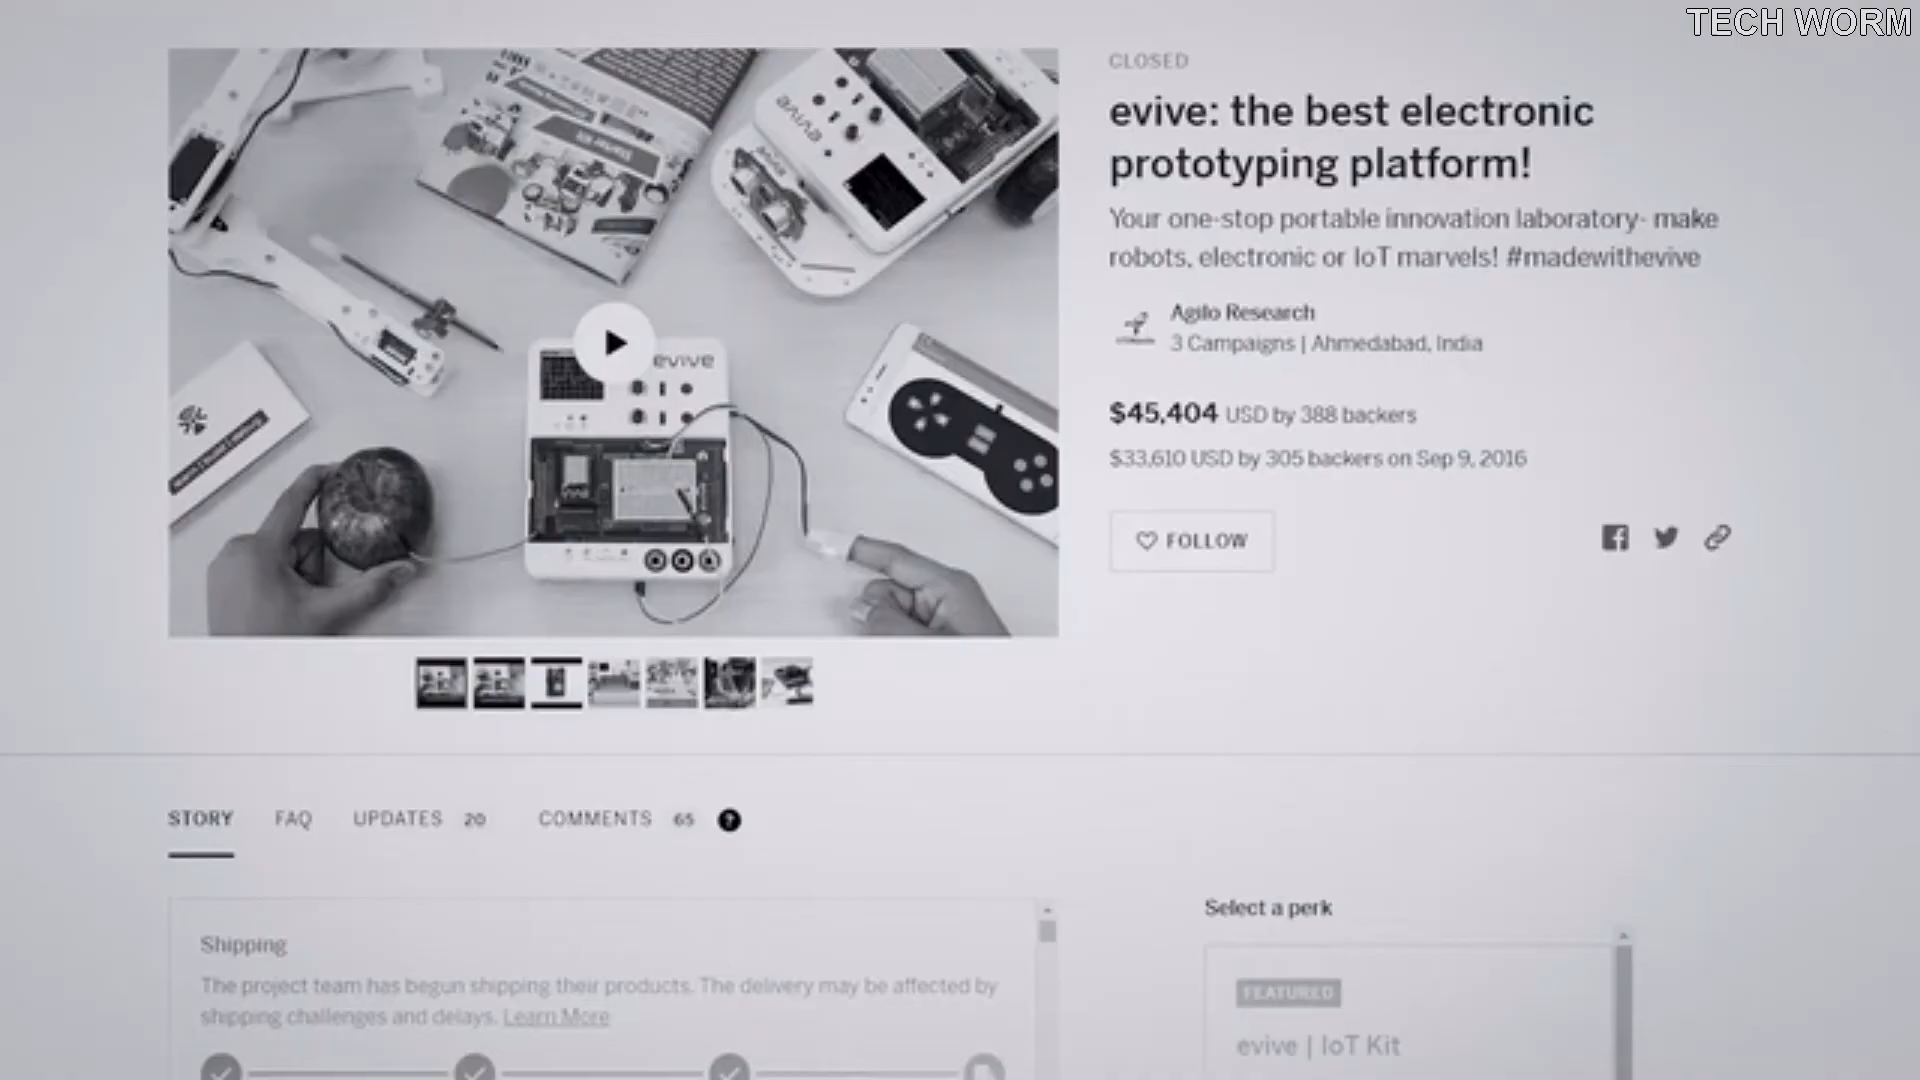 TECH WORM
CLOSED
evive: the best electronic
prototyping platform!
Your one-stop portable innovation laboratory- make
robots, electronic or IoT marvels! #madewithevive
Agilo Research
3 Campaigns | Ahmedabad, India
$45,404 USD by 388 backers
$33,610 USD by 305 backers on Sep 9, 2016
FOLLOW
evive
evive
STORY FAQ UPDATES 20 COMMENTS 65 ?
Select a perk
Shipping
The project team has begun shipping their products. The delivery may be affected by
shipping challenges and delays. Learn More
FEATURED
evive | IoT Kit